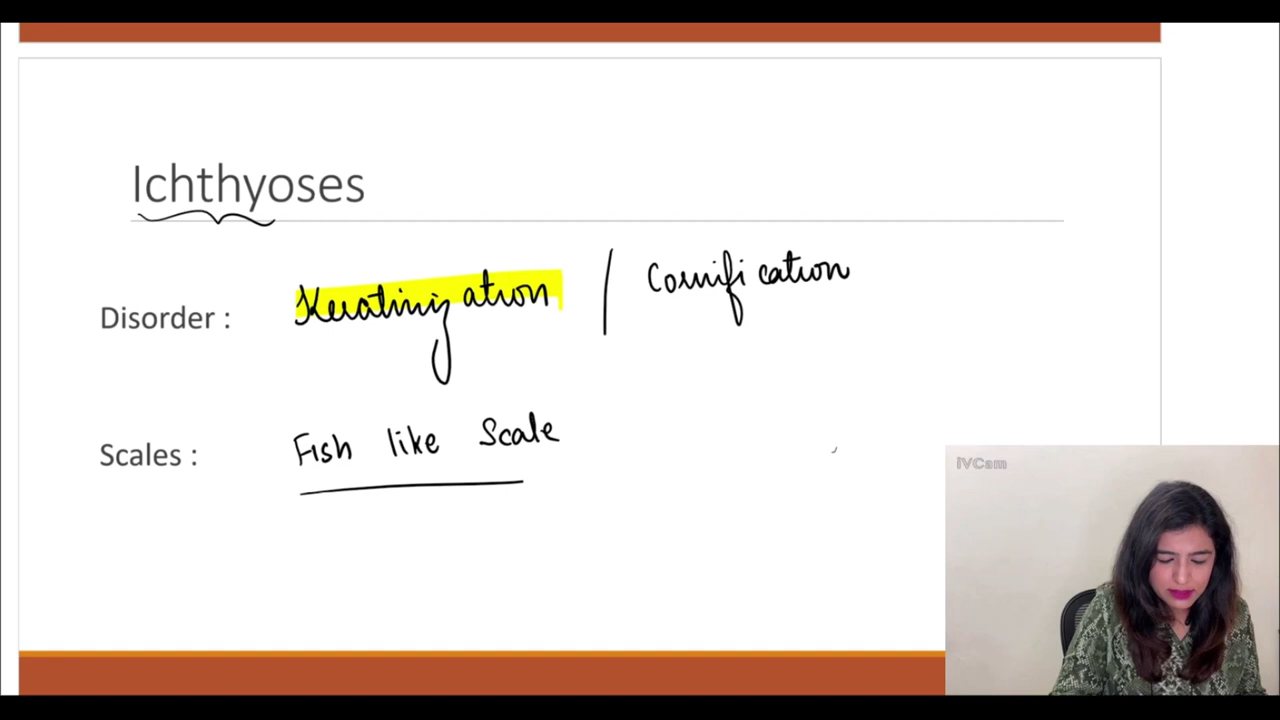 Ichthyoses
Disorder : Keratinization / Cornification
Scales : Fish like Scale
iVCam